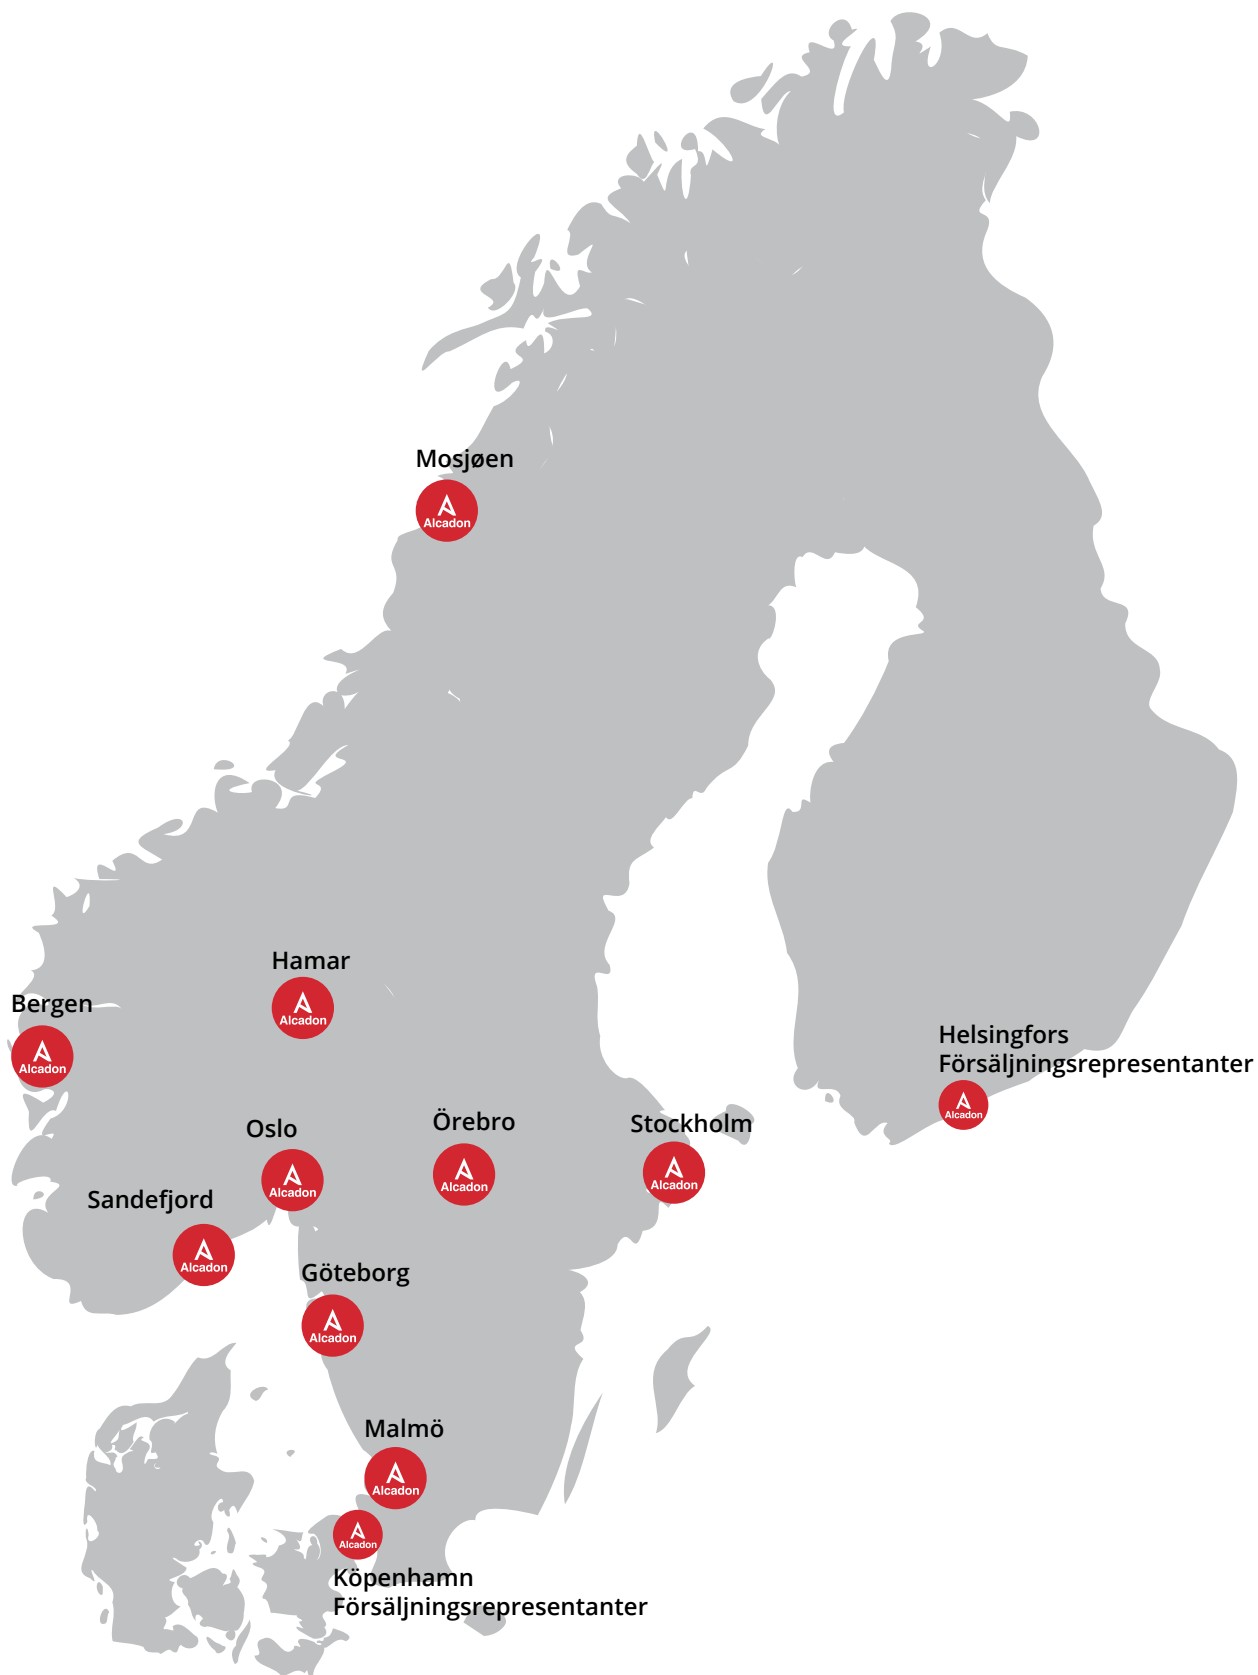 Mosjøen
Alcadon
Hamar
Alcadon
Bergen
Alcadon
Helsingfors
Försäljningsrepresentanter
Alcadon
Oslo
Alcadon
Örebro
Alcadon
Stockholm
Alcadon
Sandefjord
Alcadon
Göteborg
Alcadon
Malmö
Alcadon
Alcadon
Köpenhamn
Försäljningsrepresentanter